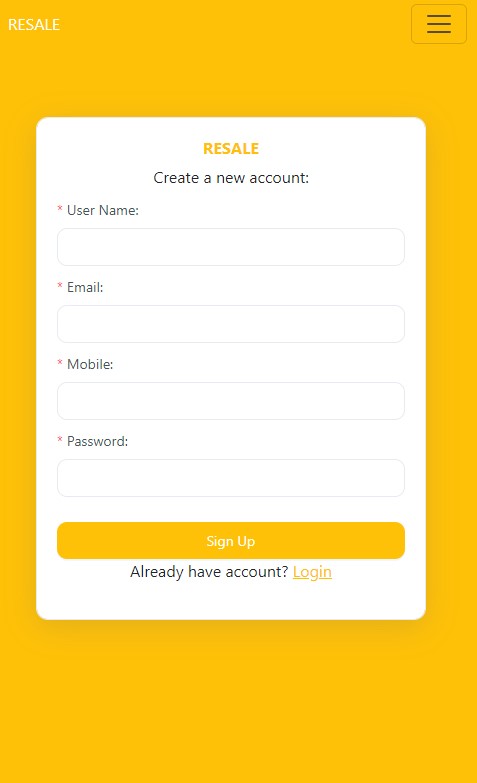 RESALE
RESALE
Create a new account:
* User Name:
* Email:
* Mobile:
* Password:
Sign Up
Already have account? Login